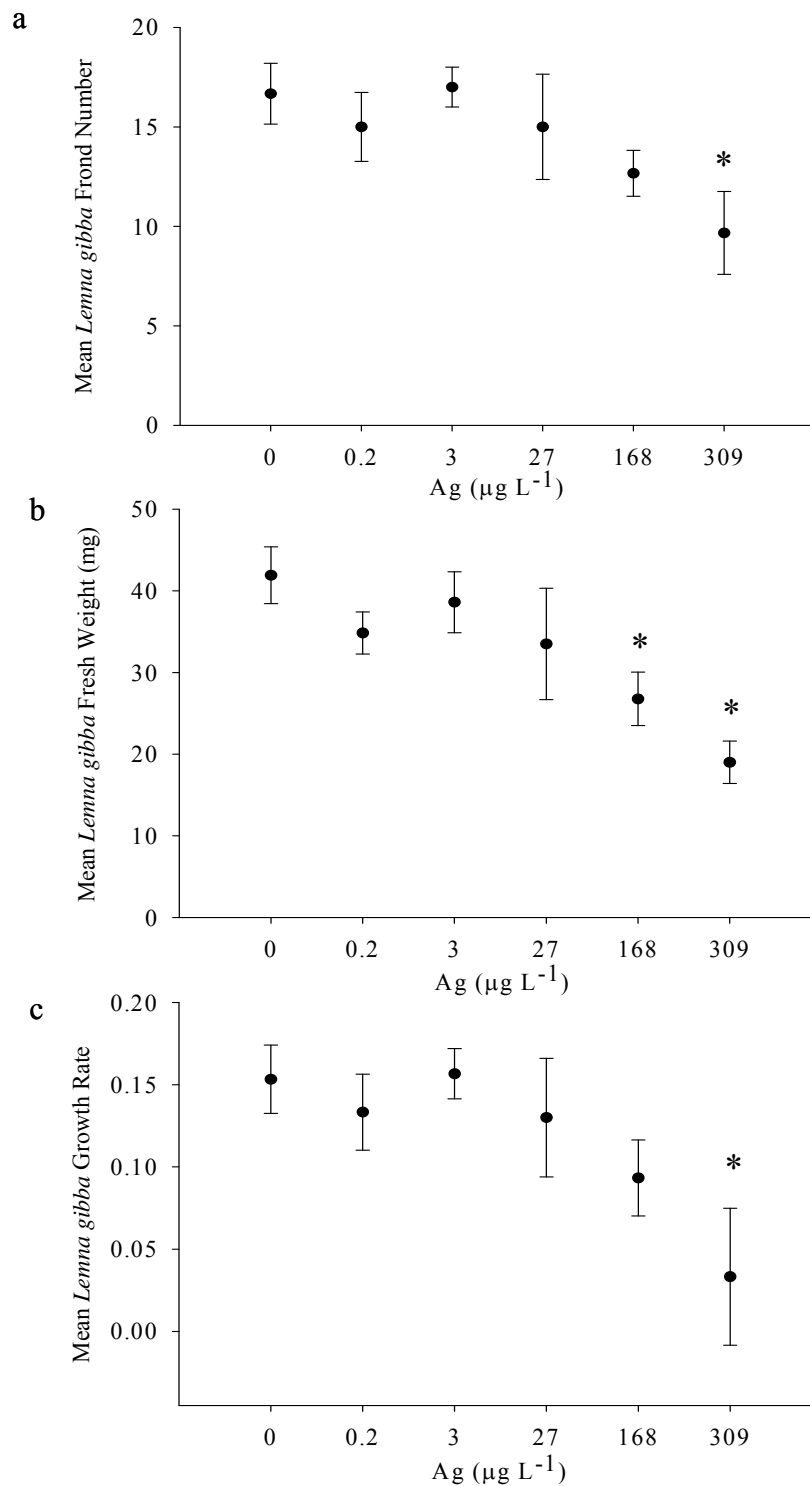 a
20
15
10
5
0
Mean Lemna gibba Frond Number
*
0 0.2 3 27 168 309
Ag (µg L-1)
b
50
40
30
20
10
0
Mean Lemna gibba Fresh Weight (mg)
*
*
0 0.2 3 27 168 309
Ag (µg L-1)
c
0.20
0.15
0.10
0.05
0.00
Mean Lemna gibba Growth Rate
*
0 0.2 3 27 168 309
Ag (µg L-1)